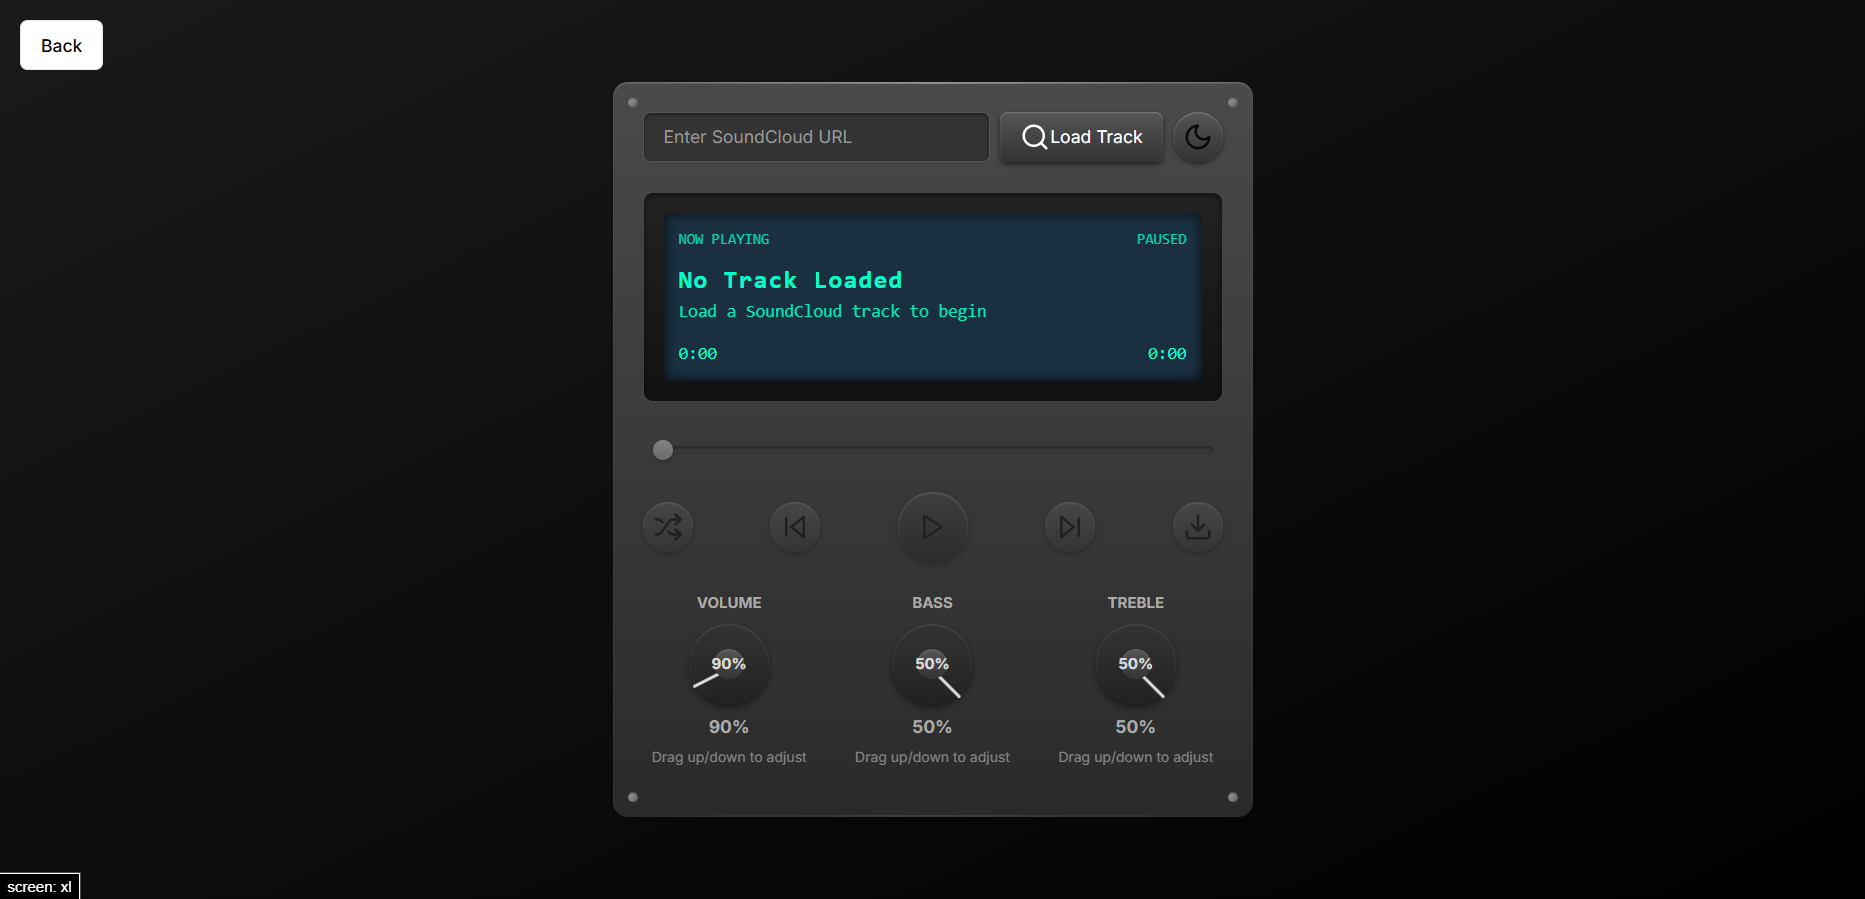 Back
Enter SoundCloud URL
Load Track
NOW PLAYING
PAUSED
No Track Loaded
Load a SoundCloud track to begin
0:00
0:00
VOLUME
BASS
TREBLE
90%
50%
50%
90%
50%
50%
Drag up/down to adjust
Drag up/down to adjust
Drag up/down to adjust
screen: xl